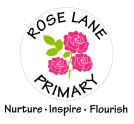 ROSE LANE
PRIMARY
Nurture · Inspire · Flourish